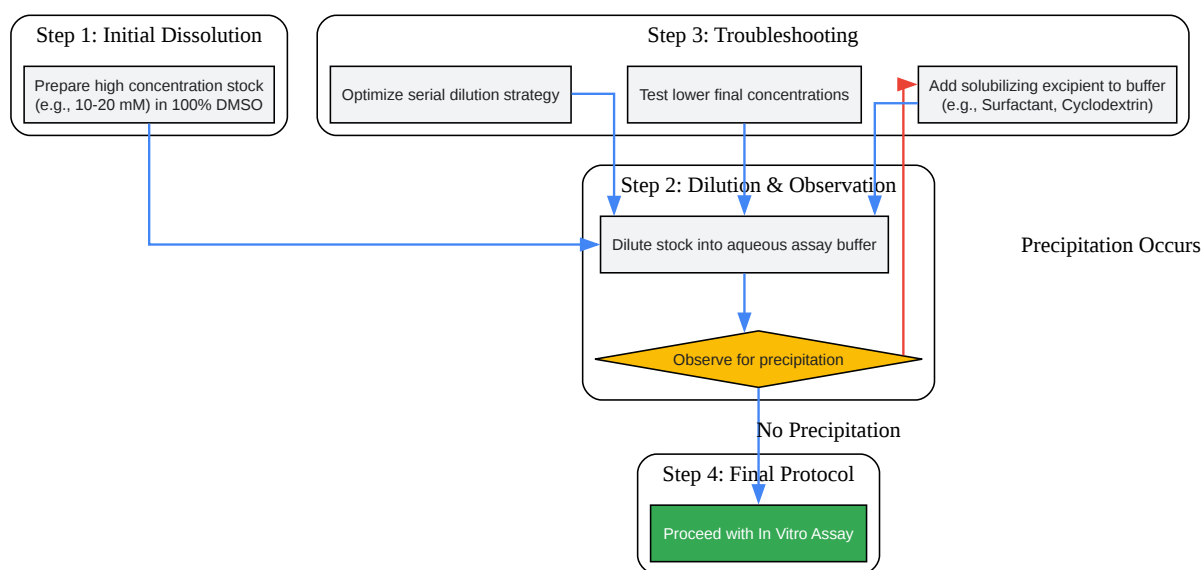 Step 1: Initial Dissolution
Prepare high concentration stock
(e.g., 10-20 mM) in 100% DMSO
Step 3: Troubleshooting
Optimize serial dilution strategy
Test lower final concentrations
Add solubilizing excipient to buffer
(e.g., Surfactant, Cyclodextrin)
Step 2: Dilution & Observation
Dilute stock into aqueous assay buffer
Precipitation Occurs
Observe for precipitation
No Precipitation
Step 4: Final Protocol
Proceed with In Vitro Assay